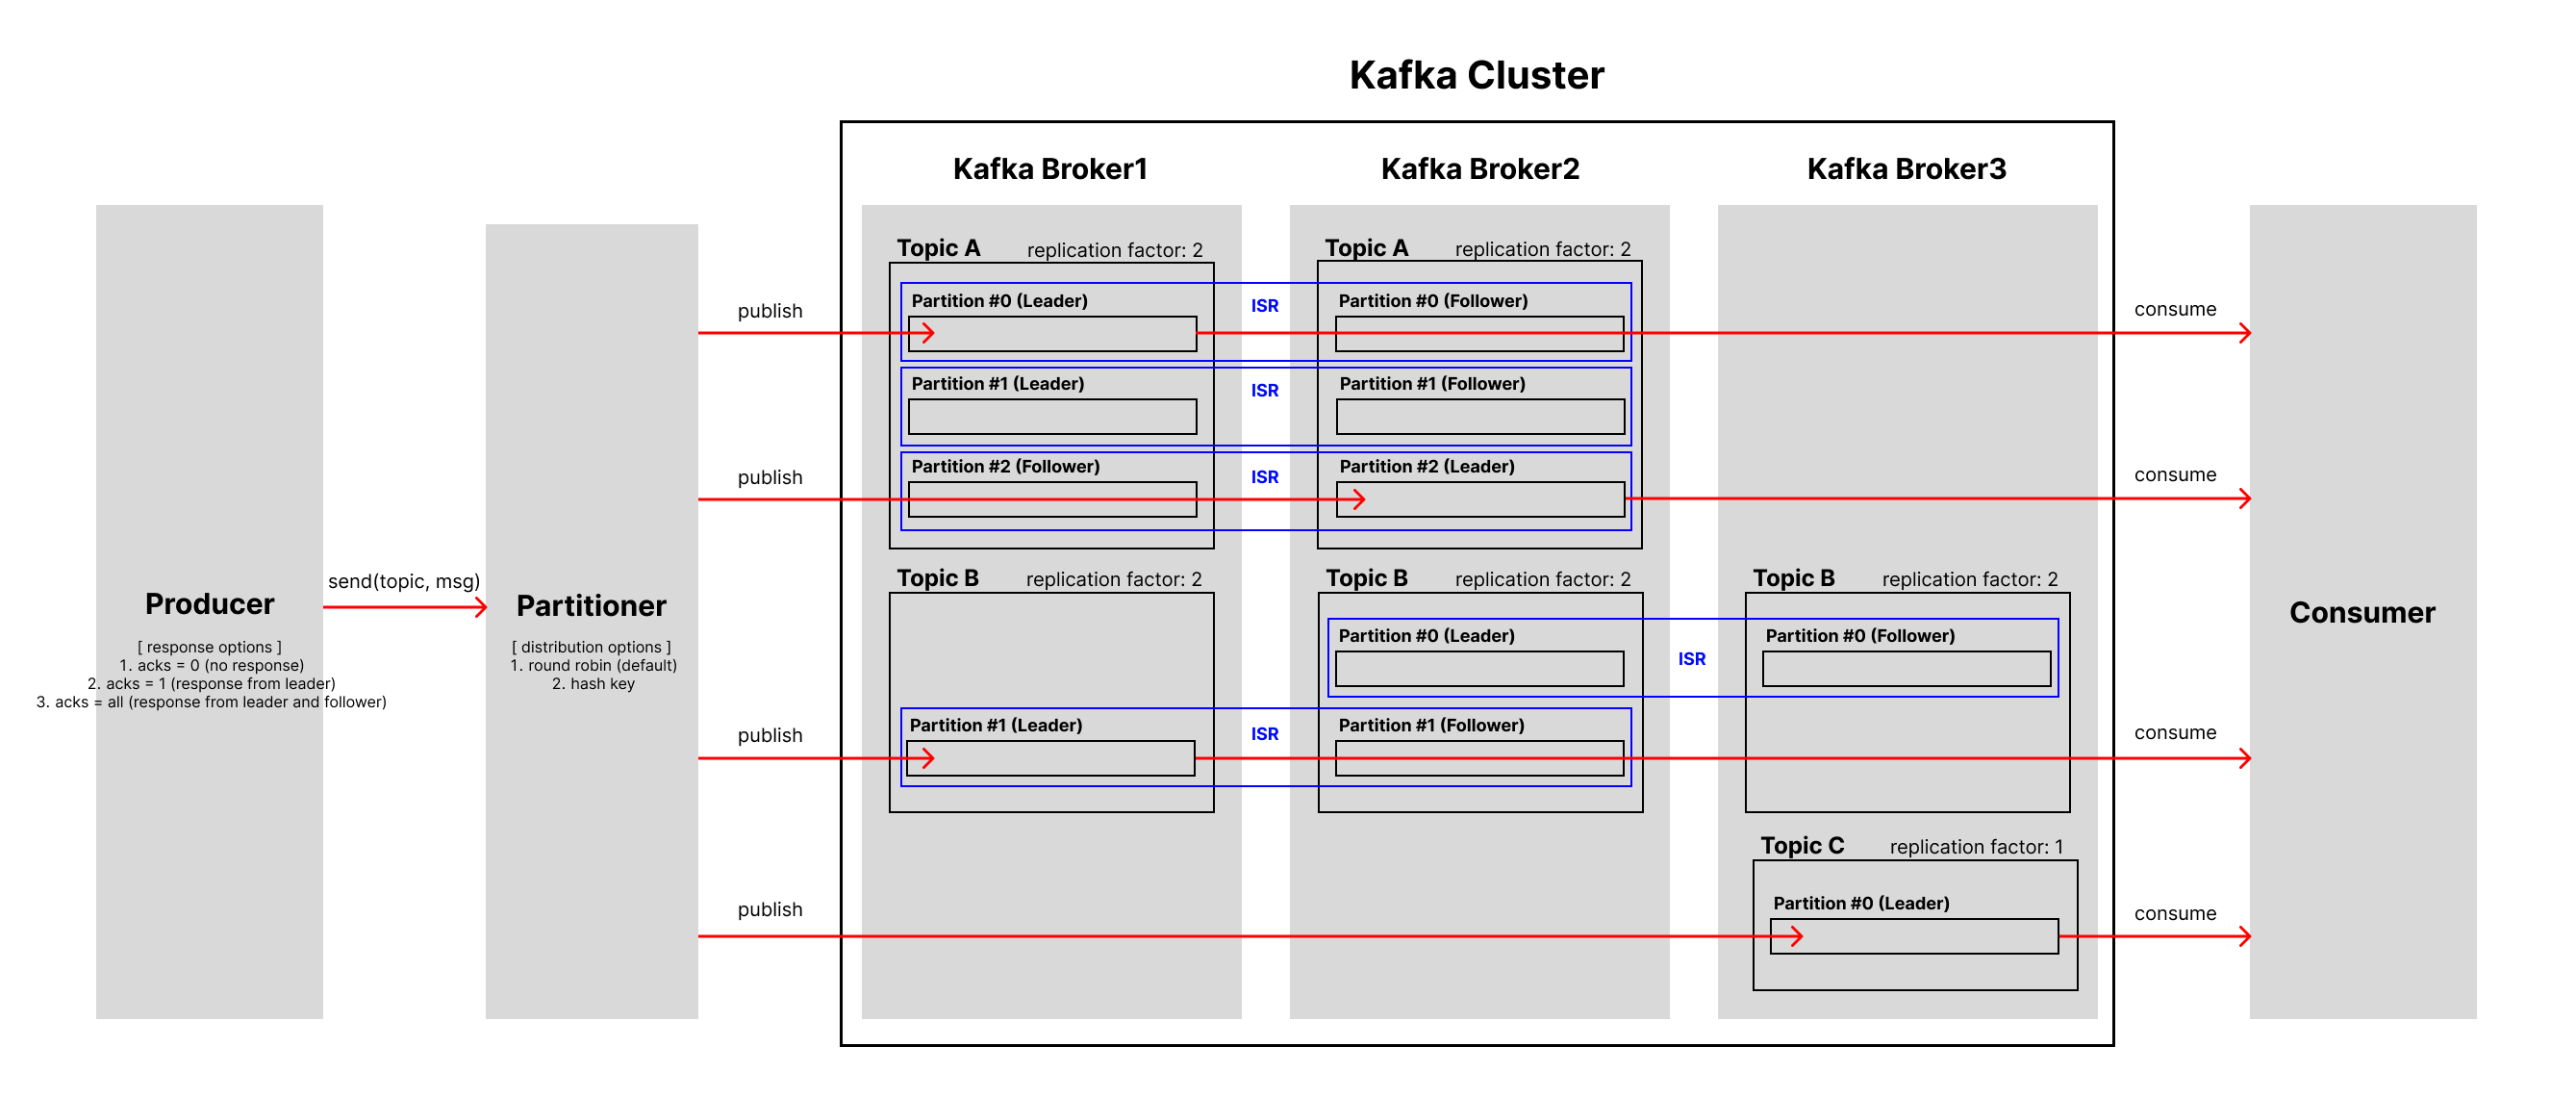 Kafka Cluster
Kafka Broker1
Kafka Broker2
Kafka Broker3
Producer
[ response options ]
1. acks = 0 (no response)
2. acks = 1 (response from leader)
3. acks = all (response from leader and follower)
send(topic, msg)
Partitioner
[ distribution options ]
1. round robin (default)
2. hash key
publish
publish
publish
publish
Topic A replication factor: 2
Partition #0 (Leader)
Partition #1 (Leader)
Partition #2 (Follower)
Topic B replication factor: 2
Partition #1 (Leader)
ISR
ISR
ISR
ISR
Topic A replication factor: 2
Partition #0 (Follower)
Partition #1 (Follower)
Partition #2 (Leader)
Topic B replication factor: 2
Partition #0 (Leader)
Partition #1 (Follower)
ISR
Topic B replication factor: 2
Partition #0 (Follower)
Topic C replication factor: 1
Partition #0 (Leader)
consume
consume
consume
consume
Consumer